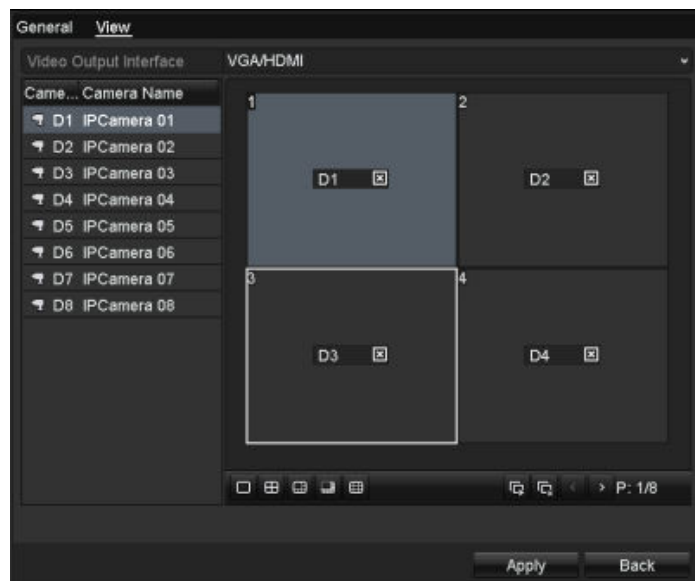 General View
Video Output Interface VGA/HDMI
Came... Camera Name
D1 IPCamera 01
D2 IPCamera 02
D3 IPCamera 03
D4 IPCamera 04
D5 IPCamera 05
D6 IPCamera 06
D7 IPCamera 07
D8 IPCamera 08
1 2
D1 D2
3 4
D3 D4
P: 1/8
Apply Back